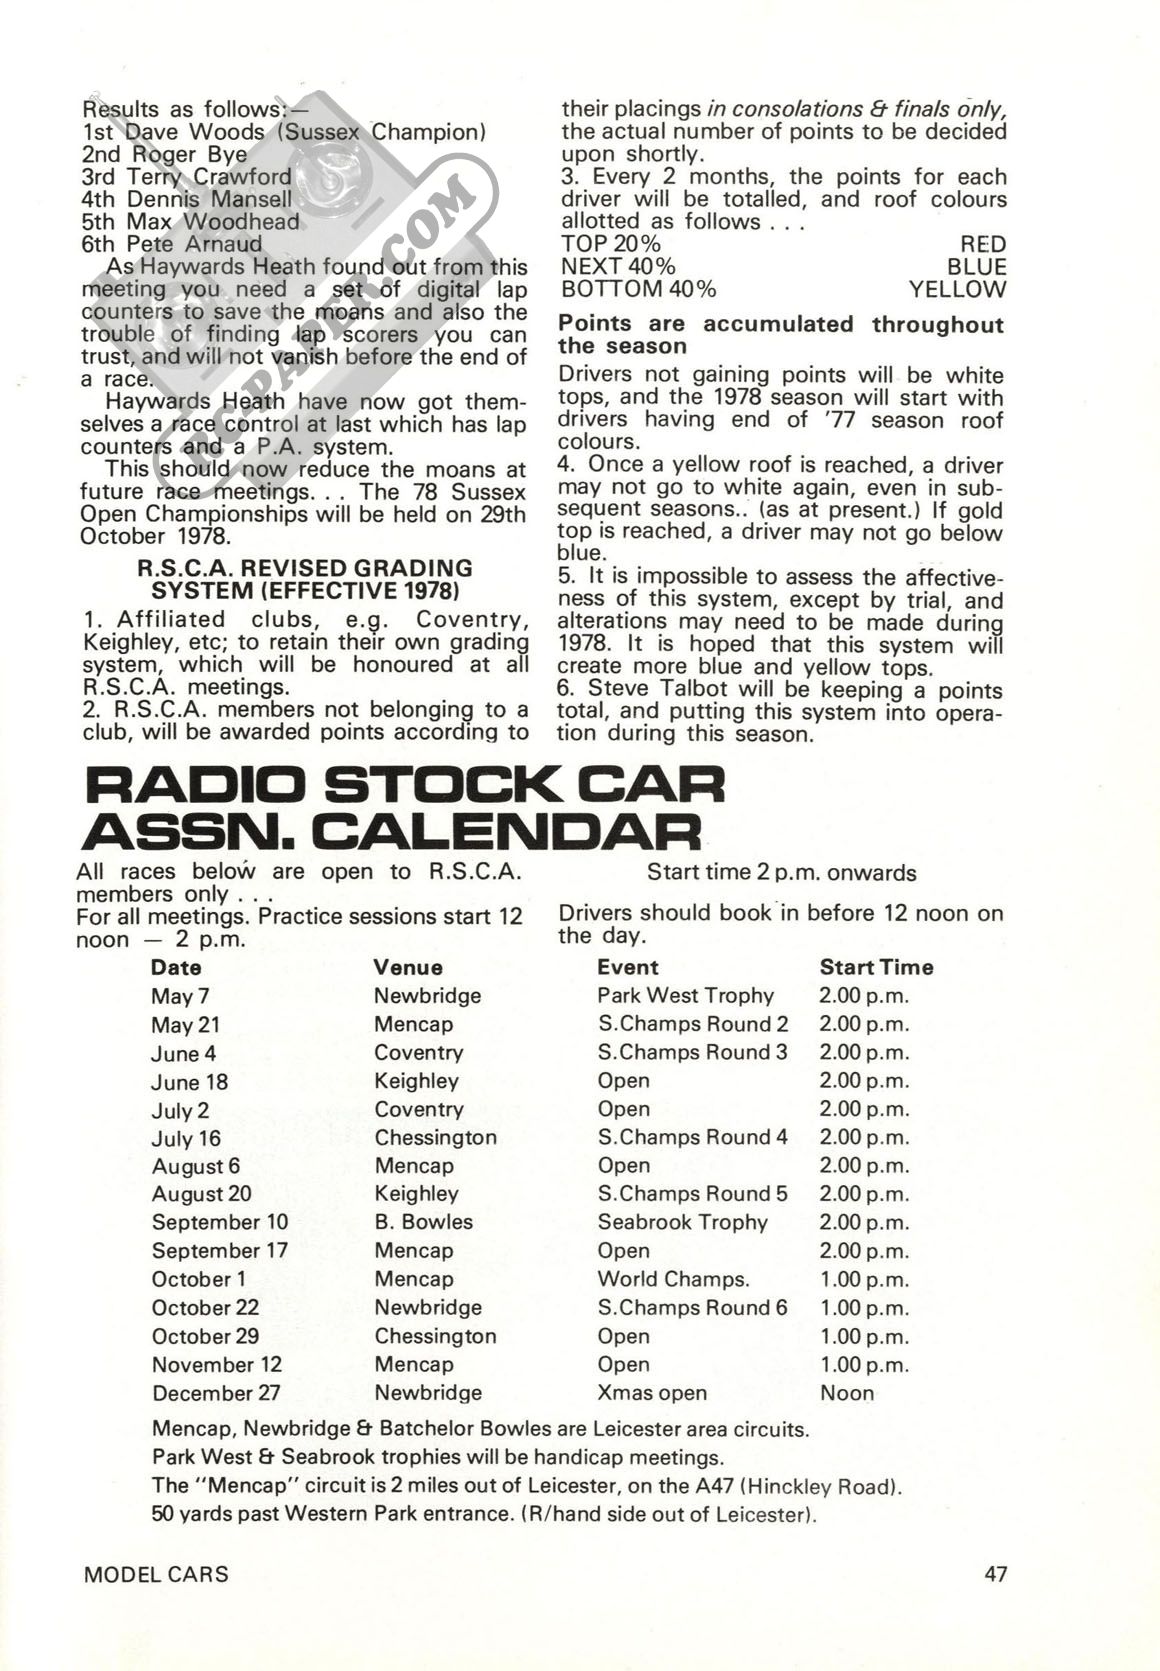 Results as follows:—
1st Dave Woods (Sussex Champion)
2nd Roger Bye
3rd Terry Crawford
4th Dennis Mansell
5th Max Woodhead
6th Pete Arnaud
As Haywards Heath found out from this
meeting you need a set of digital lap
counters to save the moans and also the
trouble of finding lap scorers you can
trust, and will not vanish before the end of
a race.
Haywards Heath have now got them-
selves a race control at last which has lap
counters and a P.A. system.
This should now reduce the moans at
future race meetings. . . The 78 Sussex
Open Championships will be held on 29th
October 1978.
R.S.C.A. REVISED GRADING
SYSTEM (EFFECTIVE 1978)
1. Affiliated clubs, e.g. Coventry,
Keighley, etc; to retain their own grading
system, which will be honoured at all
R.S.C.A. meetings.
2. R.S.C.A. members not belonging to a
club, will be awarded points according to
their placings in consolations & finals only,
the actual number of points to be decided
upon shortly.
3. Every 2 months, the points for each
driver will be totalled, and roof colours
allotted as follows . . .
TOP 20% RED
NEXT 40% BLUE
BOTTOM 40% YELLOW
Points are accumulated throughout
the season
Drivers not gaining points will be white
tops, and the 1978 season will start with
drivers having end of '77 season roof
colours.
4. Once a yellow roof is reached, a driver
may not go to white again, even in sub-
sequent seasons.. (as at present.) If gold
top is reached, a driver may not go below
blue.
5. It is impossible to assess the affective-
ness of this system, except by trial, and
alterations may need to be made during
1978. It is hoped that this system will
create more blue and yellow tops.
6. Steve Talbot will be keeping a points
total, and putting this system into opera-
tion during this season.
RC-PAPER.COM
RADIO STOCK CAR
ASSN. CALENDAR
All races below are open to R.S.C.A.
members only . . .
For all meetings. Practice sessions start 12
noon — 2 p.m.
Start time 2 p.m. onwards
Drivers should book in before 12 noon on
the day.
Date Venue Event Start Time
May 7 Newbridge Park West Trophy 2.00 p.m.
May 21 Mencap S.Champs Round 2 2.00 p.m.
June 4 Coventry S.Champs Round 3 2.00 p.m.
June 18 Keighley Open 2.00 p.m.
July 2 Coventry Open 2.00 p.m.
July 16 Chessington S.Champs Round 4 2.00 p.m.
August 6 Mencap Open 2.00 p.m.
August 20 Keighley S.Champs Round 5 2.00 p.m.
September 10 B. Bowles Seabrook Trophy 2.00 p.m.
September 17 Mencap Open 2.00 p.m.
October 1 Mencap World Champs. 1.00 p.m.
October 22 Newbridge S.Champs Round 6 1.00 p.m.
October 29 Chessington Open 1.00 p.m.
November 12 Mencap Open 1.00 p.m.
December 27 Newbridge Xmas open Noon
Mencap, Newbridge & Batchelor Bowles are Leicester area circuits.
Park West & Seabrook trophies will be handicap meetings.
The "Mencap" circuit is 2 miles out of Leicester, on the A47 (Hinckley Road).
50 yards past Western Park entrance. (R/hand side out of Leicester).
MODEL CARS 47